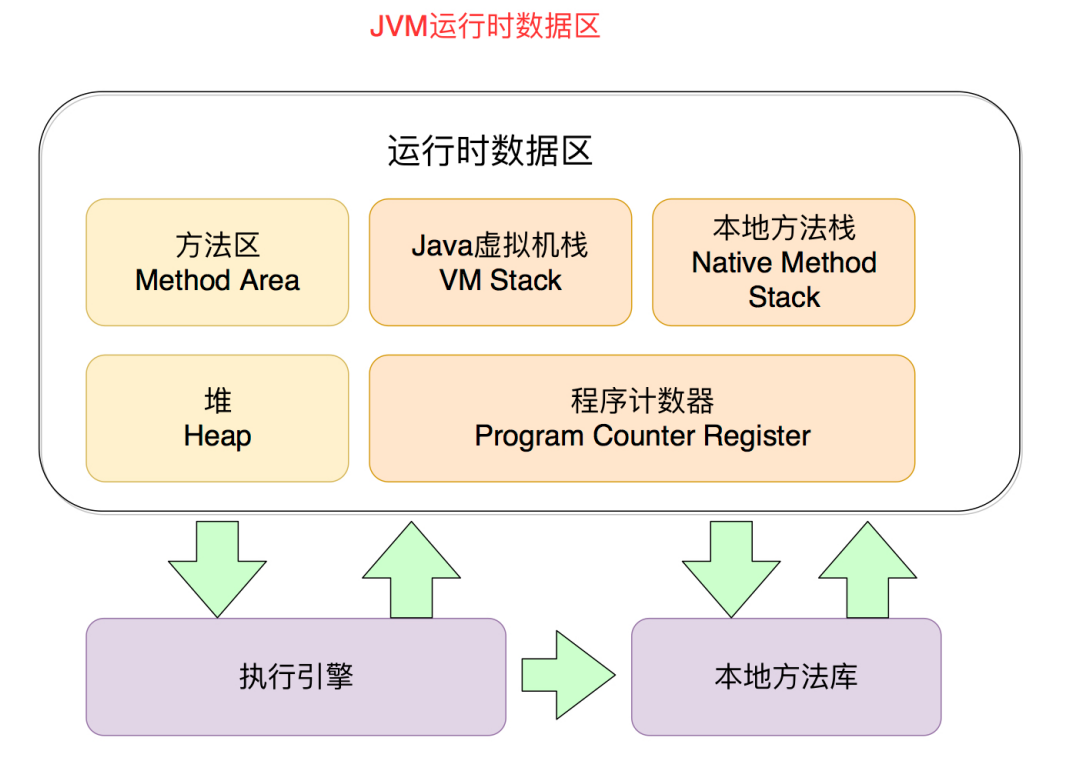 JVM运行时数据区
运行时数据区
方法区
Method Area
Java虚拟机栈
VM Stack
本地方法栈
Native Method
Stack
堆
Heap
程序计数器
Program Counter Register
执行引擎
本地方法库